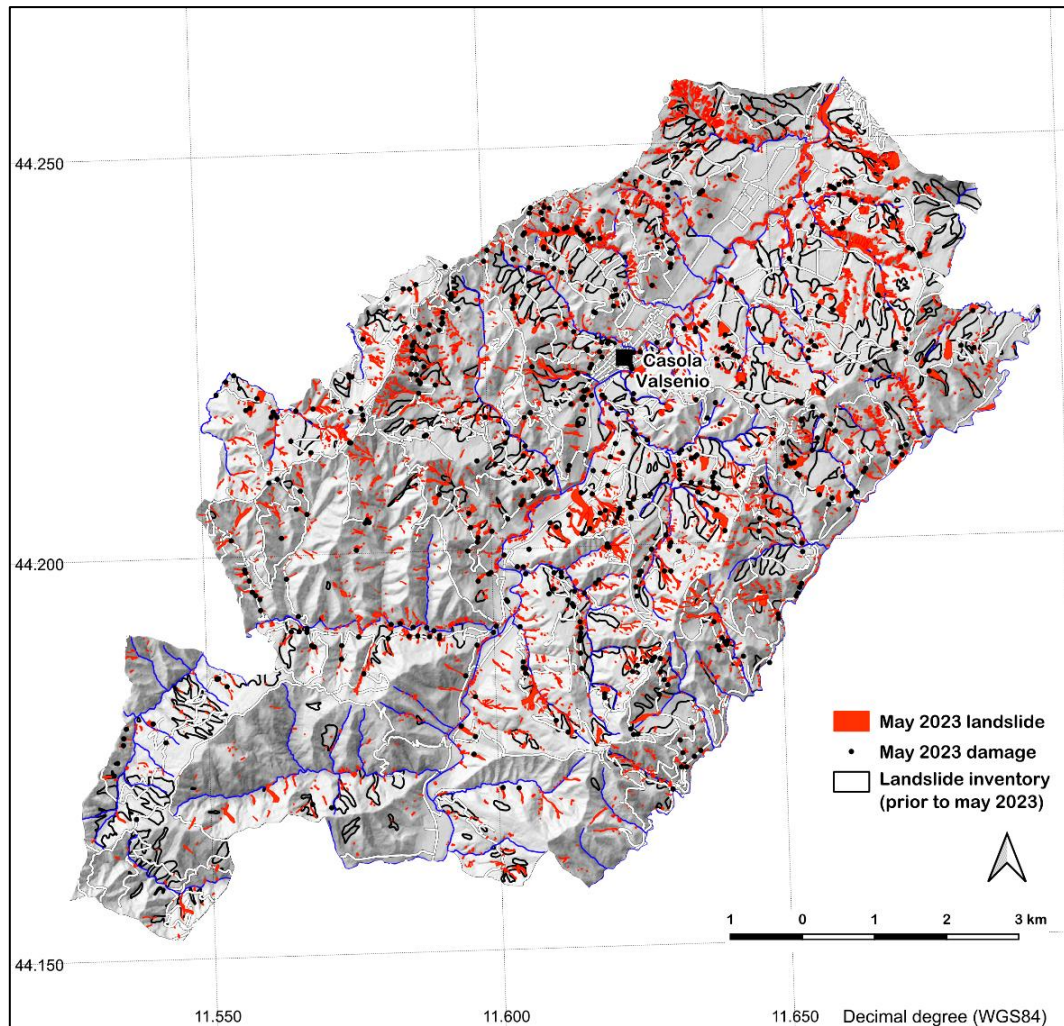 44.250
Casola
Valsenio
44.200
May 2023 landslide
May 2023 damage
Landslide inventory
(prior to may 2023)
1 0 1 2 3 km
44.150
11.550 11.600 11.650 Decimal degree (WGS84)